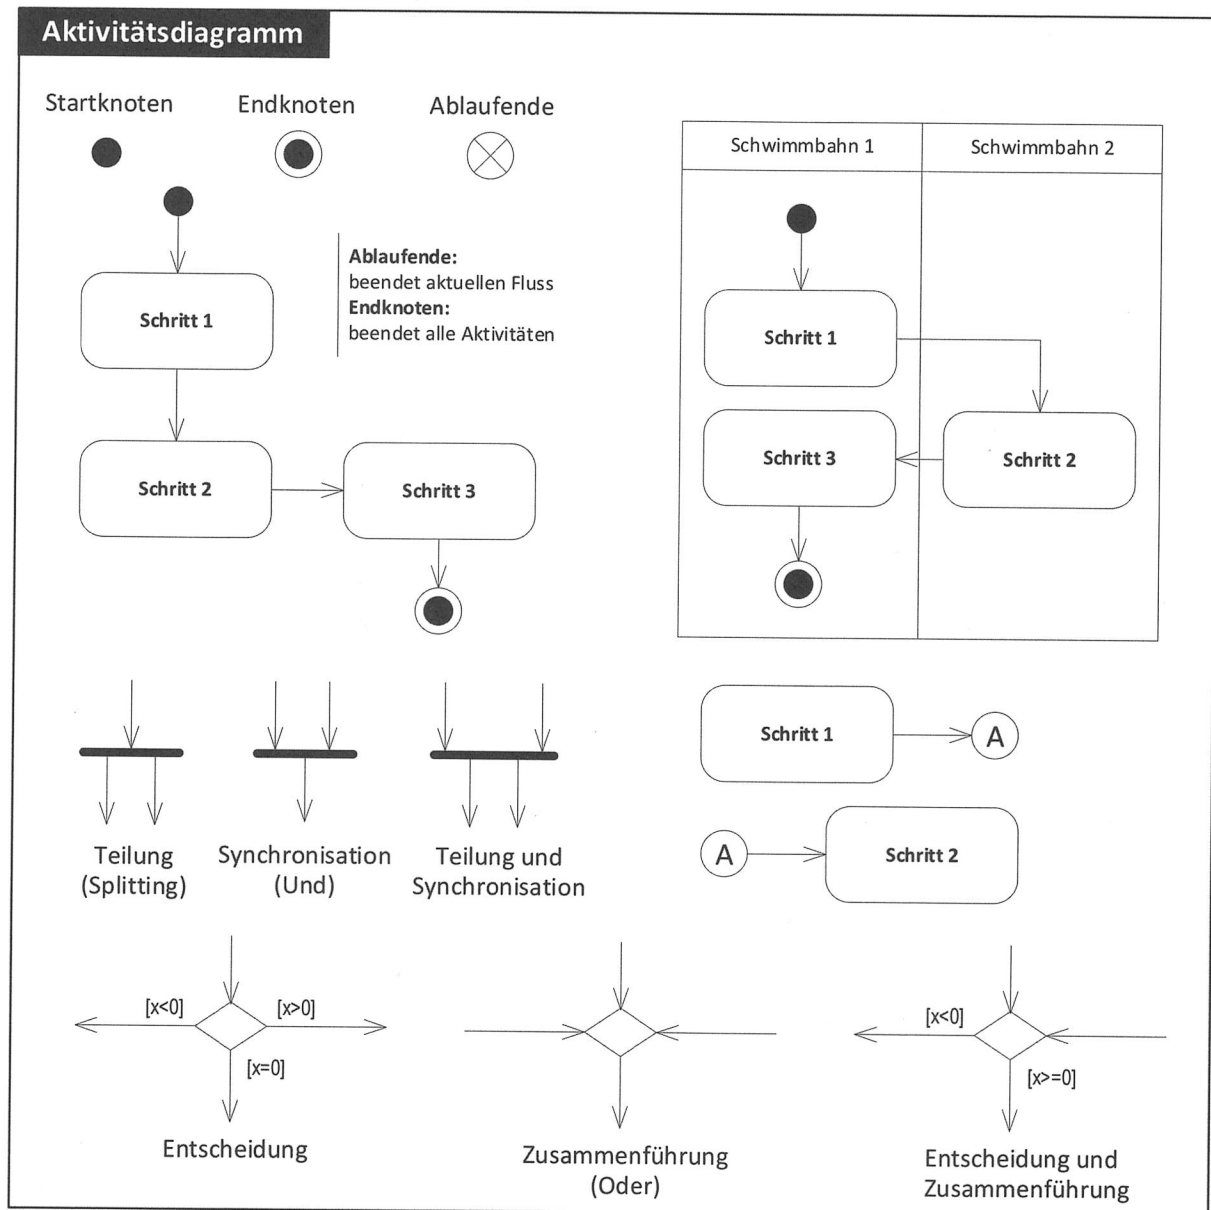 Aktivitätsdiagramm
Startknoten
Endknoten
Ablaufende
Ablaufende:
beendet aktuellen Fluss
Endknoten:
beendet alle Aktivitäten
Schritt 1
Schritt 2
Schritt 3
Schwimmbahn 1
Schwimmbahn 2
Schritt 1
Schritt 3
Schritt 2
Teilung
(Splitting)
Synchronisation
(Und)
Teilung und
Synchronisation
Schritt 1
A
A
Schritt 2
[x<0]
[x>0]
[x=0]
Entscheidung
Zusammenführung
(Oder)
[x<0]
[x>=0]
Entscheidung und
Zusammenführung